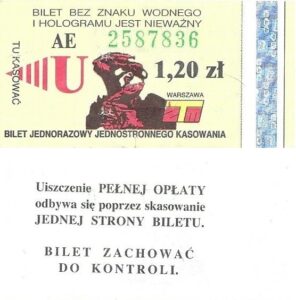 BILET BEZ ZNAKU WODNEGO
I HOLOGRAMU JEST NIEWAŻNY
TU KASOWAĆ
AE 2587836
U
1,20 zł
WARSZAWA
ztm
BILET JEDNORAZOWY JEDNOSTRONNEGO KASOWANIA
Uiszczenie PEŁNEJ OPŁATY
odbywa się poprzez skasowanie
JEDNEJ STRONY BILETU.
BILET ZACHOWAĆ
DO KONTROLI.